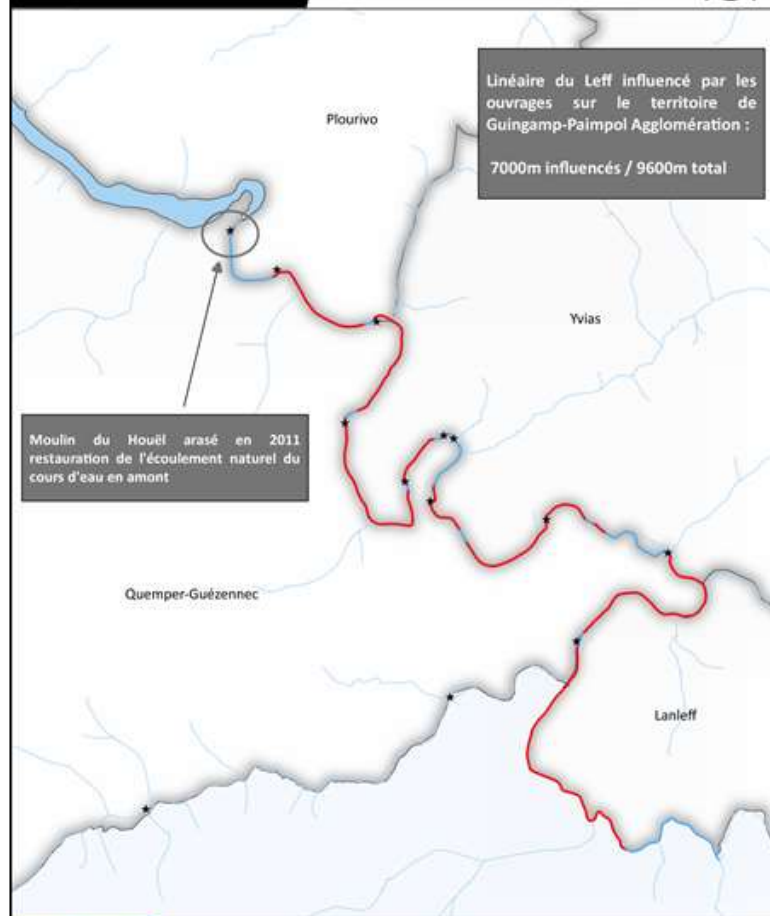 Linéaire du Leff influencé par les
ouvrages sur le territoire de
Guingamp-Paimpol Agglomération :
7000m influencés / 9600m total
Plourivo
Yvias
Moulin du Houël arasé en 2011
restauration de l'écoulement naturel du
cours d'eau en amont
Quemper-Guézennec
Lanleff